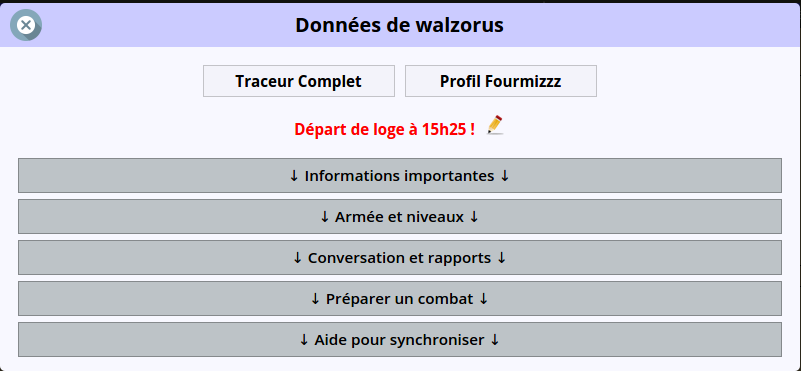 Données de walzorus
Traceur Complet
Profil Fourmizzz
Départ de loge à 15h25 !
↓ Informations importantes ↓
↓ Armée et niveaux ↓
↓ Conversation et rapports ↓
↓ Préparer un combat ↓
↓ Aide pour synchroniser ↓